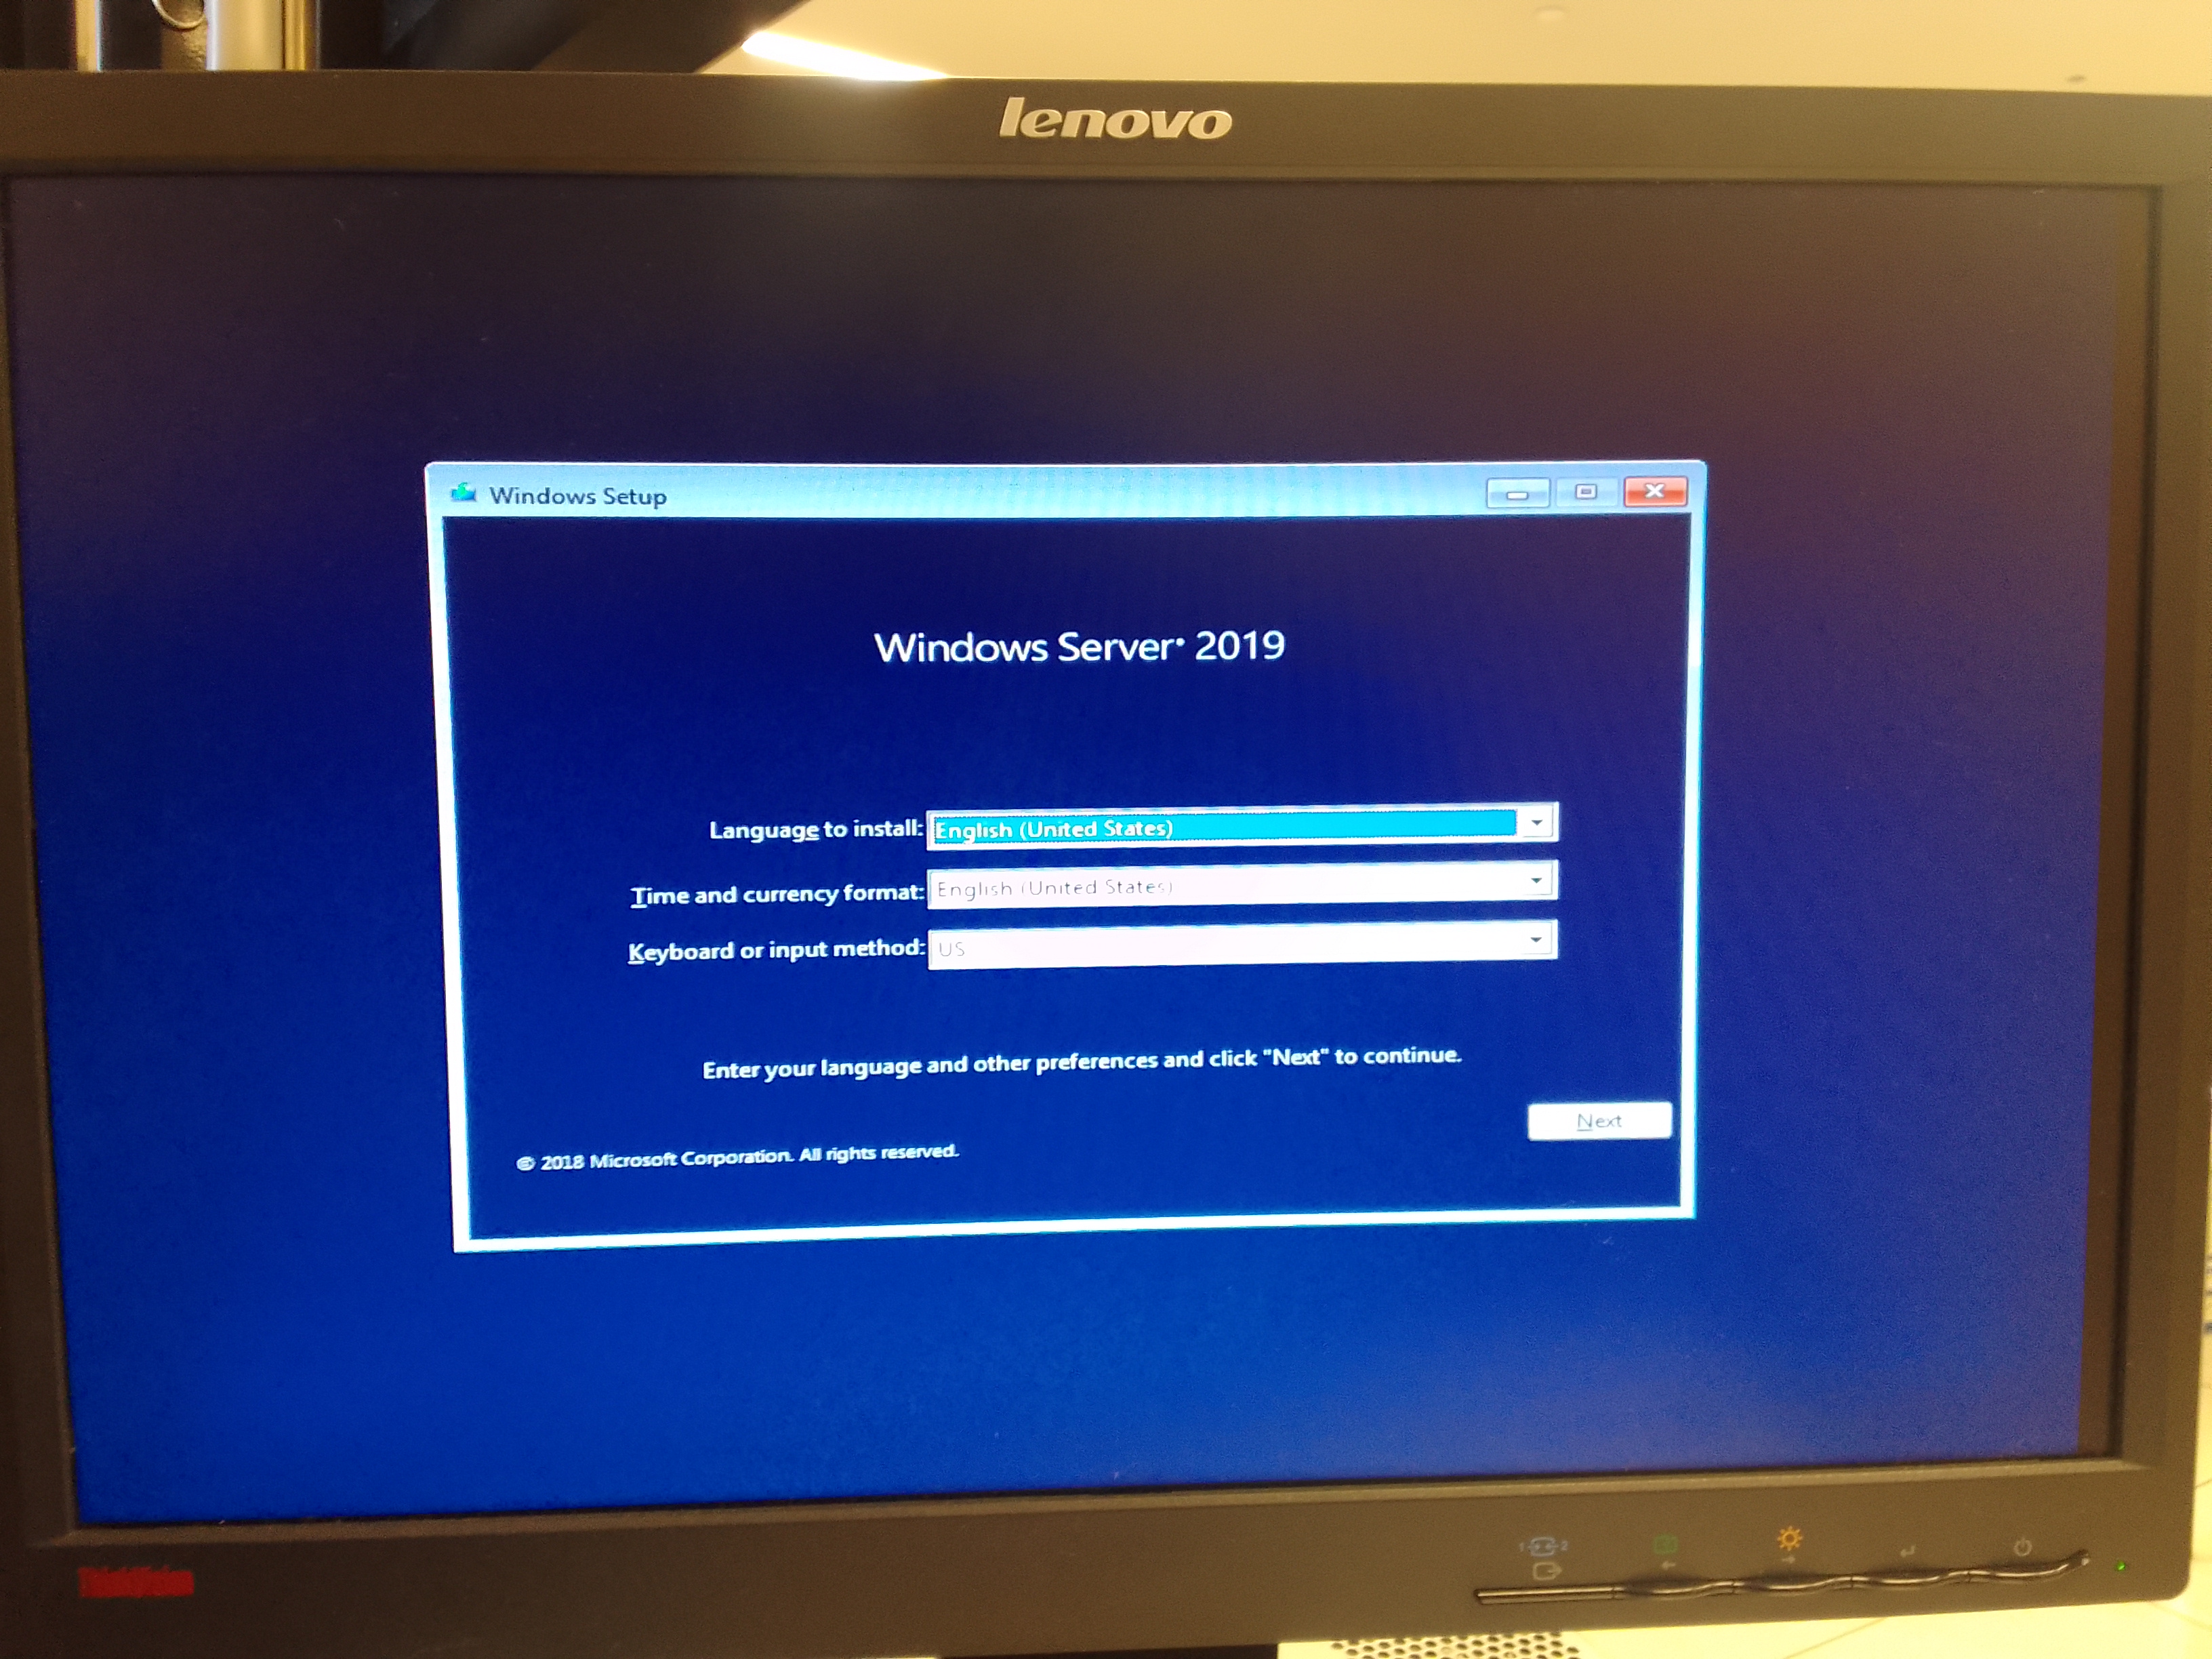 lenovo
Windows Setup
Windows Server® 2019
Language to install: English (United States)
Time and currency format: English (United States)
Keyboard or input method: US
Enter your language and other preferences and click "Next" to continue.
Next
© 2018 Microsoft Corporation. All rights reserved.
1 2